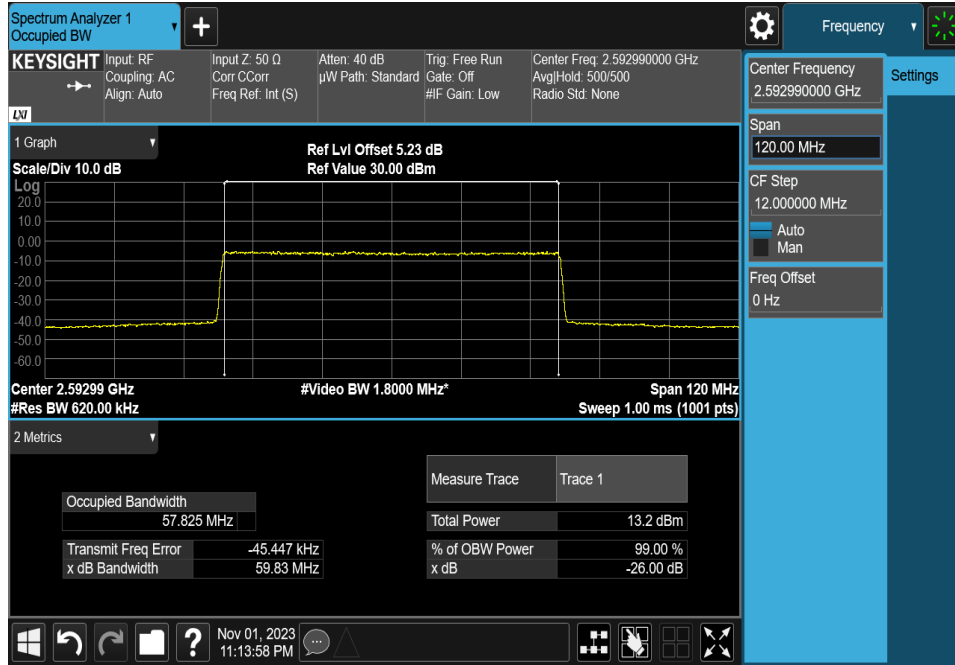 Spectrum Analyzer 1
Occupied BW
+
Frequency
KEYSIGHT
LXI
Input: RF
Coupling: AC
Align: Auto
Input Z: 50 Ω
Corr CCorr
Freq Ref: Int (S)
Atten: 40 dB
µW Path: Standard
Trig: Free Run
Gate: Off
#IF Gain: Low
Center Freq: 2.592990000 GHz
Avg|Hold: 500/500
Radio Std: None
Center Frequency
2.592990000 GHz
Settings
Span
120.00 MHz
CF Step
12.000000 MHz
Auto
Man
Freq Offset
0 Hz
1 Graph
Scale/Div 10.0 dB
Ref Lvl Offset 5.23 dB
Ref Value 30.00 dBm
Log
20.0
10.0
0.00
-10.0
-20.0
-30.0
-40.0
-50.0
-60.0
Center 2.59299 GHz
#Video BW 1.8000 MHz*
Span 120 MHz
#Res BW 620.00 kHz
Sweep 1.00 ms (1001 pts)
2 Metrics
Occupied Bandwidth
57.825 MHz
Transmit Freq Error -45.447 kHz
x dB Bandwidth 59.83 MHz
Measure Trace Trace 1
Total Power 13.2 dBm
% of OBW Power 99.00 %
x dB -26.00 dB
?
Nov 01, 2023
11:13:58 PM